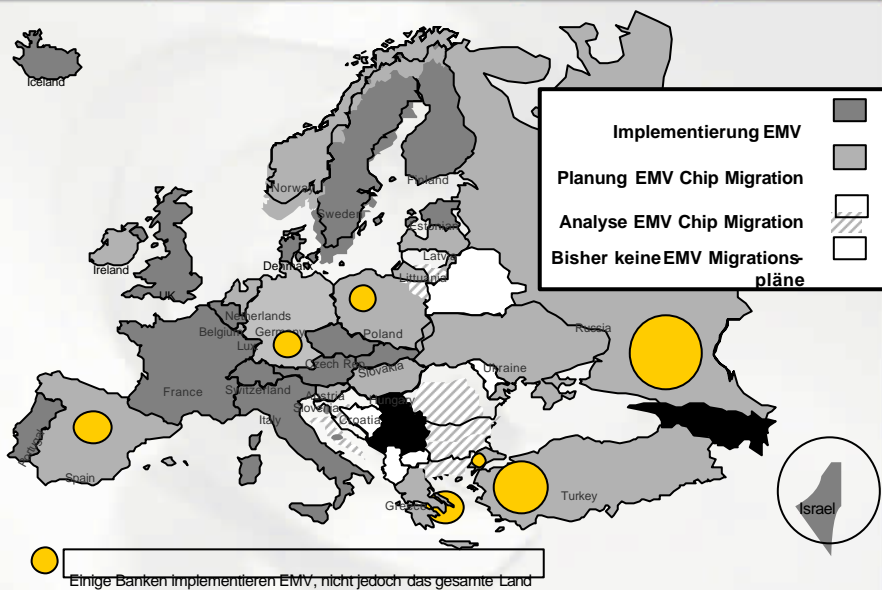 Iceland
Implementierung EMV
Planung EMV Chip Migration
Analyse EMV Chip Migration
Bisher keine EMV Migrations-
pläne
Norway
Finland
Sweden
Estonia
Latvia
Lithuania
Denmark
Ireland
UK
Netherlands
Belgium
Germany
Lux
Poland
Russia
Czech Rep
Slovakia
Ukraine
France
Switzerland
Austria
Hungary
Slovenia
Croatia
Italy
Portugal
Spain
Greece
Turkey
Israel
Einige Banken implementieren EMV, nicht jedoch das gesamte Land